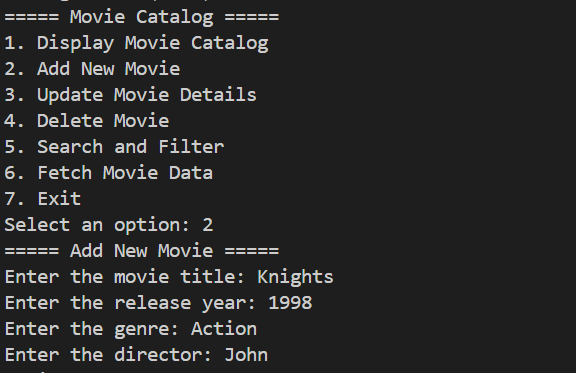 ===== Movie Catalog =====
1. Display Movie Catalog
2. Add New Movie
3. Update Movie Details
4. Delete Movie
5. Search and Filter
6. Fetch Movie Data
7. Exit
Select an option: 2
===== Add New Movie =====
Enter the movie title: Knights
Enter the release year: 1998
Enter the genre: Action
Enter the director: John